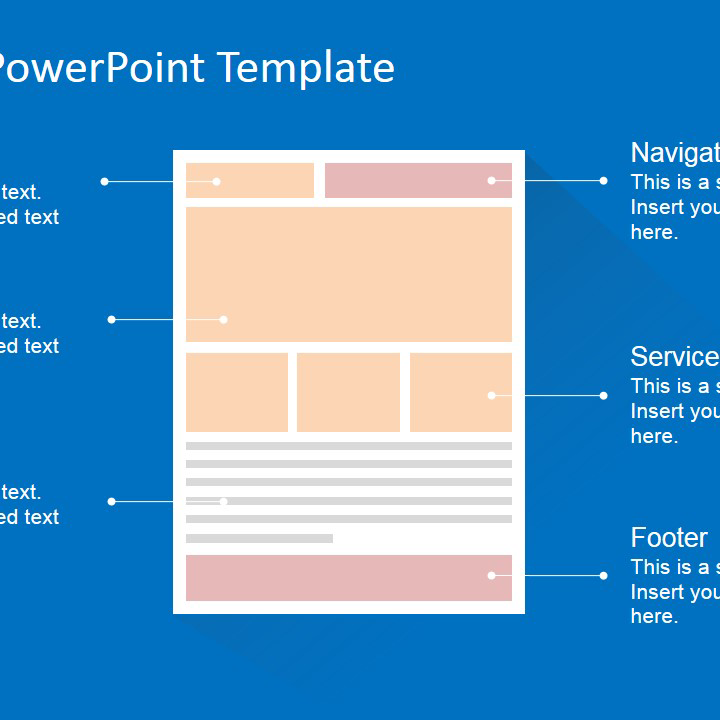 PowerPoint Template
text.
ed text
text.
ed text
text.
ed text
Navigat
This is a s
Insert you
here.
Service
This is a s
Insert you
here.
Footer
This is a s
Insert you
here.